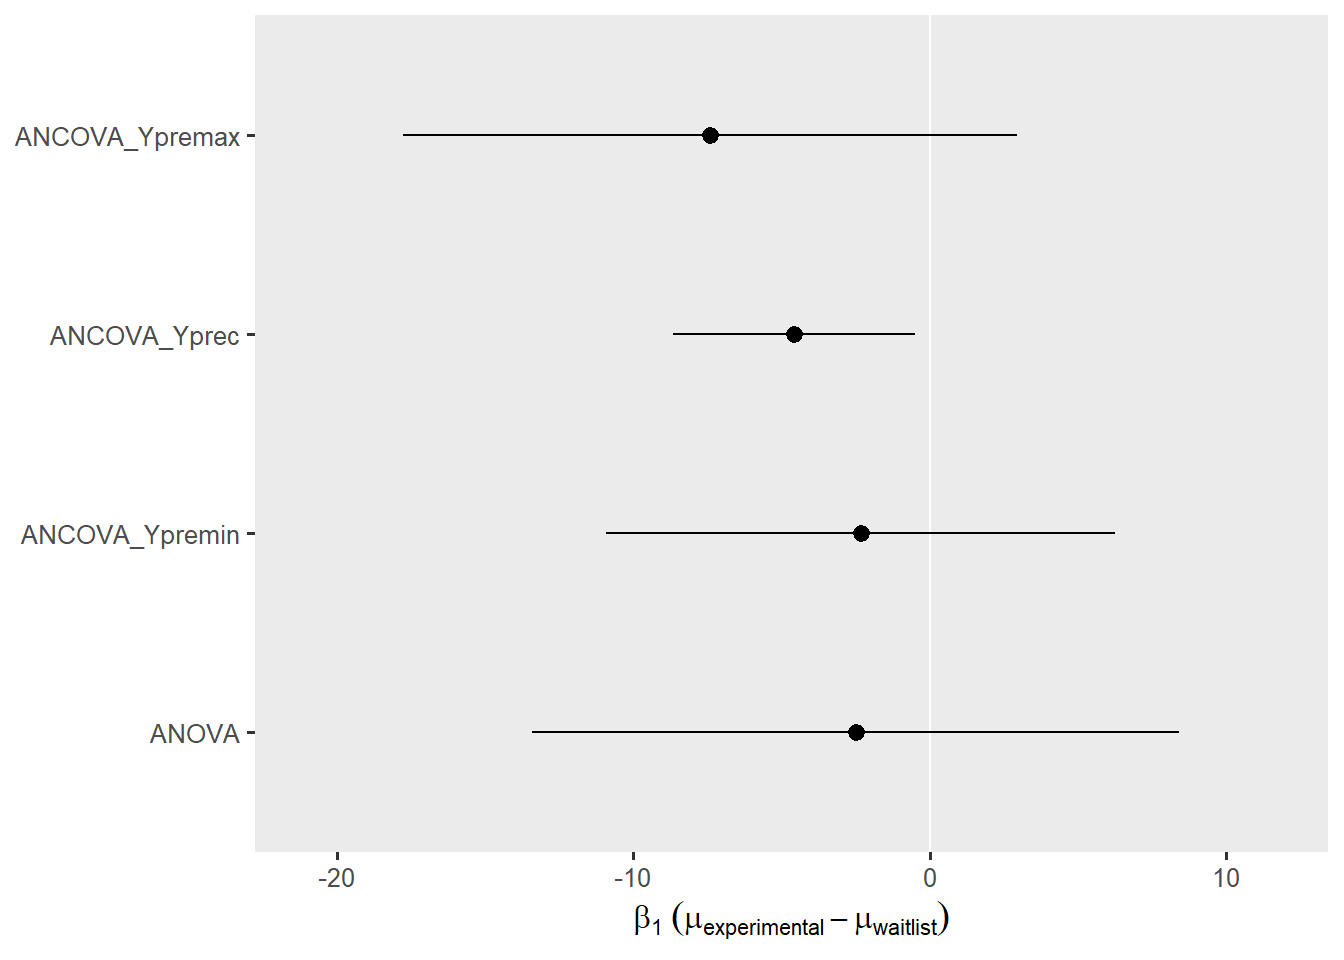 ANCOVA_Ypremax
ANCOVA_Yprec
ANCOVA_Ypremin
ANOVA
-20 -10 0 10
β₁ (μexperimental − μwaitlist)